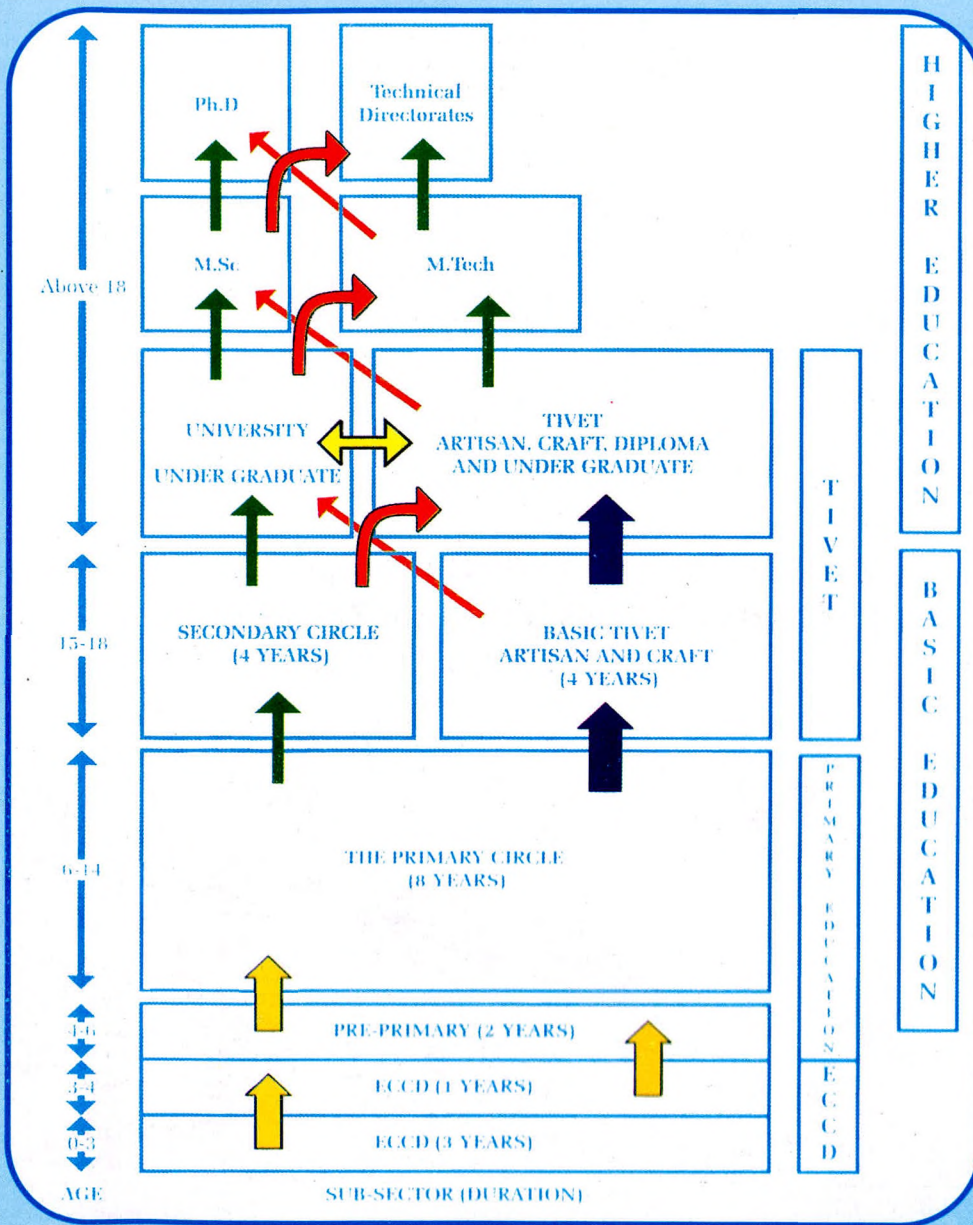 Ph.D
Technical
Directorates
M.Sc
M.Tech
Above 18
UNIVERSITY
UNDER GRADUATE
TIVET
ARTISAN, CRAFT, DIPLOMA
AND UNDER GRADUATE
15-18
SECONDARY CIRCLE
(4 YEARS)
BASIC TIVET
ARTISAN AND CRAFT
(4 YEARS)
6-14
THE PRIMARY CIRCLE
(8 YEARS)
4-6
PRE-PRIMARY (2 YEARS)
3-4
ECCD (1 YEARS)
0-3
ECCD (3 YEARS)
AGE
SUB-SECTOR (DURATION)
TIVET
PRIMARY EDUCATION
ECCD
HIGHER EDUCATION
BASIC EDUCATION